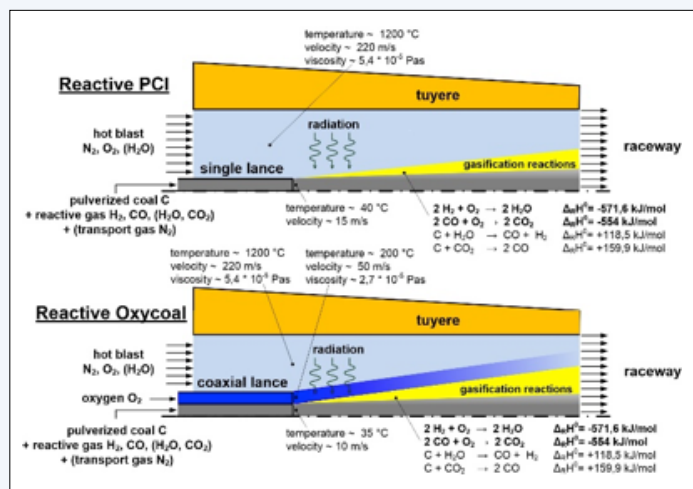 temperature ~ 1200 °C
velocity ~ 220 m/s
viscosity ~ 5,4 * 10⁻⁵ Pas
Reactive PCI
tuyere
hot blast
N₂, O₂, (H₂O)
radiation
raceway
single lance
gasification reactions
pulverized coal C
+ reactive gas H₂, CO, (H₂O, CO₂)
+ (transport gas N₂)
temperature ~ 40 °C
velocity ~ 15 m/s
2 H₂ + O₂ → 2 H₂O ΔRH⁰= -571,6 kJ/mol
2 CO + O₂ → 2 CO₂ ΔRH⁰= -554 kJ/mol
C + H₂O → CO + H₂ ΔRH⁰= +118,5 kJ/mol
C + CO₂ → 2 CO ΔRH⁰= +159,9 kJ/mol
temperature ~ 1200 °C
velocity ~ 220 m/s
viscosity ~ 5,4 * 10⁻⁵ Pas
temperature ~ 200 °C
velocity ~ 50 m/s
viscosity ~ 2,7 * 10⁻⁵ Pas
Reactive Oxycoal
tuyere
hot blast
N₂, O₂, (H₂O)
radiation
raceway
coaxial lance
oxygen O₂
gasification reactions
pulverized coal C
+ reactive gas H₂, CO, (H₂O, CO₂)
+ (transport gas N₂)
temperature ~ 35 °C
velocity ~ 10 m/s
2 H₂ + O₂ → 2 H₂O ΔRH⁰= -571,6 kJ/mol
2 CO + O₂ → 2 CO₂ ΔRH⁰= -554 kJ/mol
C + H₂O → CO + H₂ ΔRH⁰= +118,5 kJ/mol
C + CO₂ → 2 CO ΔRH⁰= +159,9 kJ/mol